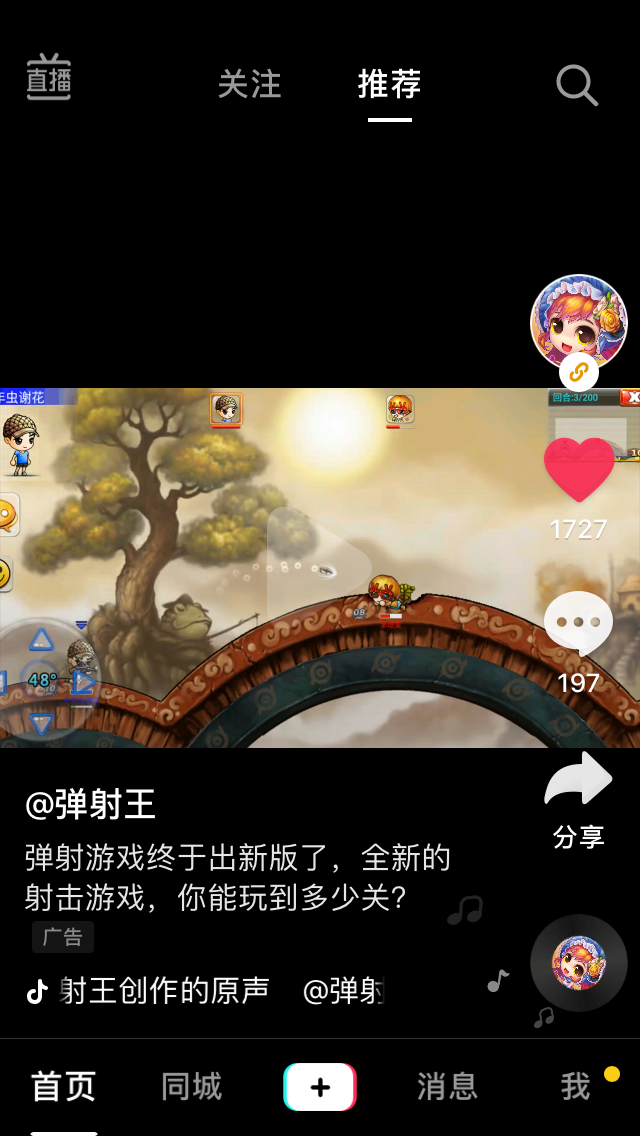 直播
关注
推荐
年虫谢花
回合:3/200
48°
1727
197
分享
@弹射王
弹射游戏终于出新版了，全新的
射击游戏，你能玩到多少关?
广告
射王创作的原声 @弹射
首页
同城
消息
我